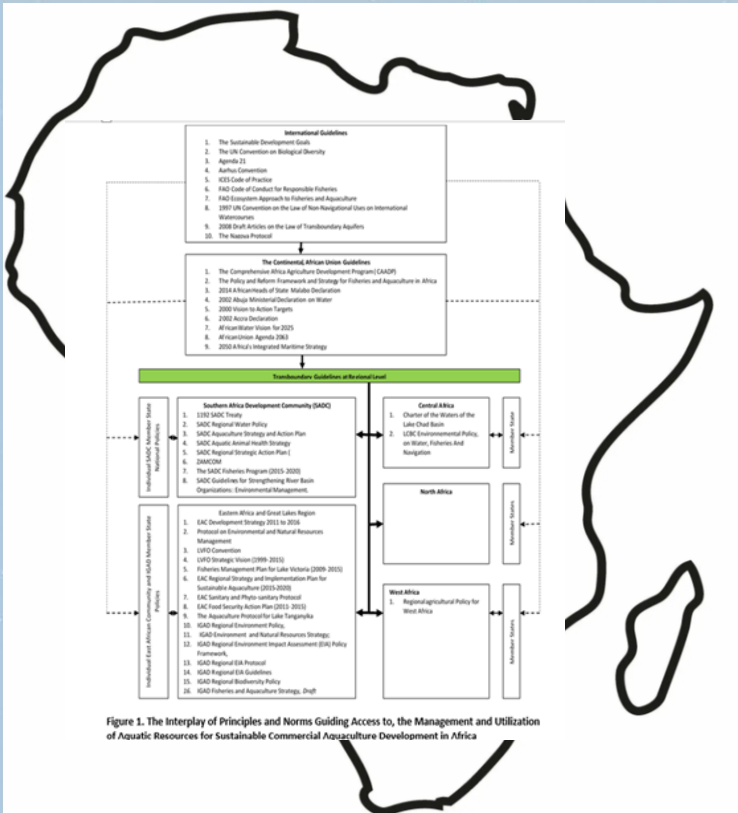 International Guidelines
1. The Sustainable Development Goals
2. The UN Convention on Biological Diversity
3. Agenda 21
4. Aarhus Convention
5. ICES Code of Practice
6. FAO Code of Conduct for Responsible Fisheries
7. FAO Ecosystem Approach to Fisheries and Aquaculture
8. 1997 UN Convention on the Law of Non-Navigational Uses on International
Watercourses
9. 2008 Draft Articles on the Law of Transboundary Aquifers
10. The Nagoya Protocol
The Continental, African Union Guidelines
1. The Comprehensive Africa Agriculture Development Program (CAADP)
2. The Policy and Reform Framework and Strategy for Fisheries and Aquaculture in Africa
3. 2014 African Heads of State Malabo Declaration
4. 2002 Abuja Ministerial Declaration on Water
5. 2000 Vision to Action Targets
6. 2002 Accra Declaration
7. African Water Vision for 2025
8. African Union Agenda 2063
9. 2050 Africa's Integrated Maritime Strategy
Transboundary Guidelines at Regional Level
Individual SADC Member State
National Policies
Southern Africa Development Community (SADC)
1. 1192 SADC Treaty
2. SADC Regional Water Policy
3. SADC Aquaculture Strategy and Action Plan
4. SADC Aquatic Animal Health Strategy
5. SADC Regional Strategic Action Plan (
6. ZAMCOM
7. The SADC Fisheries Program (2015-2020)
8. SADC Guidelines for Strengthening River Basin
Organizations: Environmental Management.
Central Africa
1. Charter of the Waters of the
Lake Chad Basin
2. LCBC Environmental Policy,
on Water, Fisheries And
Navigation
Member State
Individual East African Community and IGAD Member State
Policies
Eastern Africa and Great Lakes Region
1. EAC Development Strategy 2011 to 2016
2. Protocol on Environmental and Natural Resources
Management
3. LVFO Convention
4. LVFO Strategic Vision (1999-2015)
5. Fisheries Management Plan for Lake Victoria (2009-2015)
6. EAC Regional Strategy and Implementation Plan for
Sustainable Aquaculture (2015-2020)
7. EAC Sanitary and Phyto-sanitary Protocol
8. EAC Food Security Action Plan (2011-2015)
9. The Aquaculture Protocol for Lake Tanganyika
10. IGAD Regional Environment Policy,
11. IGAD Environment and Natural Resources Strategy;
12. IGAD Regional Environment Impact Assessment (EIA) Policy
Framework,
13. IGAD Regional EIA Protocol
14. IGAD Regional EIA Guidelines
15. IGAD Regional Biodiversity Policy
16. IGAD Fisheries and Aquaculture Strategy, Draft
North Africa
Member States
West Africa
1. Regional agricultural Policy for
West Africa
Member States
Figure 1. The Interplay of Principles and Norms Guiding Access to, the Management and Utilization
of Aquatic Resources for Sustainable Commercial Aquaculture Development in Africa